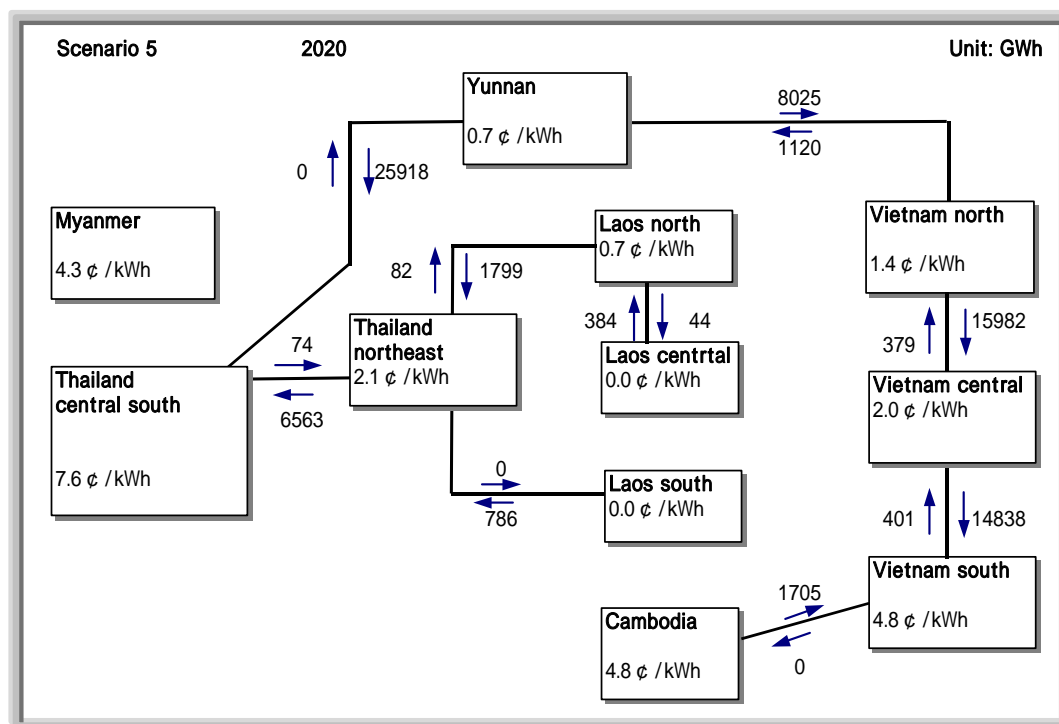 Scenario 5 2020 Unit: GWh
Yunnan
0.7 ¢ /kWh
8025
1120
0 25918
Myanmer
4.3 ¢ /kWh
Laos north
0.7 ¢ /kWh
Vietnam north
1.4 ¢ /kWh
82 1799
384 44
15982
379
Thailand
northeast
2.1 ¢ /kWh
74
6563
Laos centrtal
0.0 ¢ /kWh
Thailand
central south
7.6 ¢ /kWh
Vietnam central
2.0 ¢ /kWh
0
786
Laos south
0.0 ¢ /kWh
401 14838
Vietnam south
4.8 ¢ /kWh
1705
0
Cambodia
4.8 ¢ /kWh